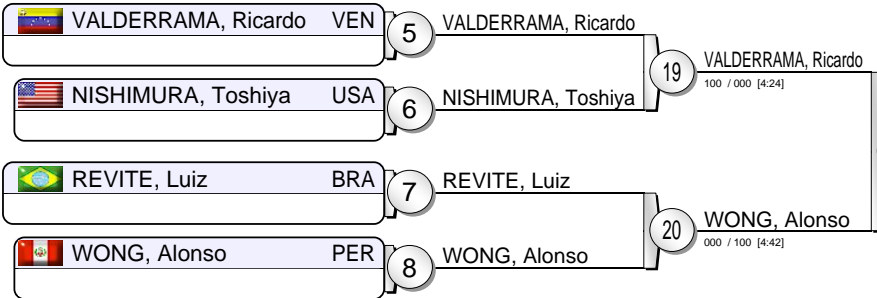 VALDERRAMA, Ricardo VEN
5
VALDERRAMA, Ricardo
NISHIMURA, Toshiya USA
6
NISHIMURA, Toshiya
19
VALDERRAMA, Ricardo
100 / 000 [4:24]
REVITE, Luiz BRA
7
REVITE, Luiz
WONG, Alonso PER
8
WONG, Alonso
20
WONG, Alonso
000 / 100 [4:42]